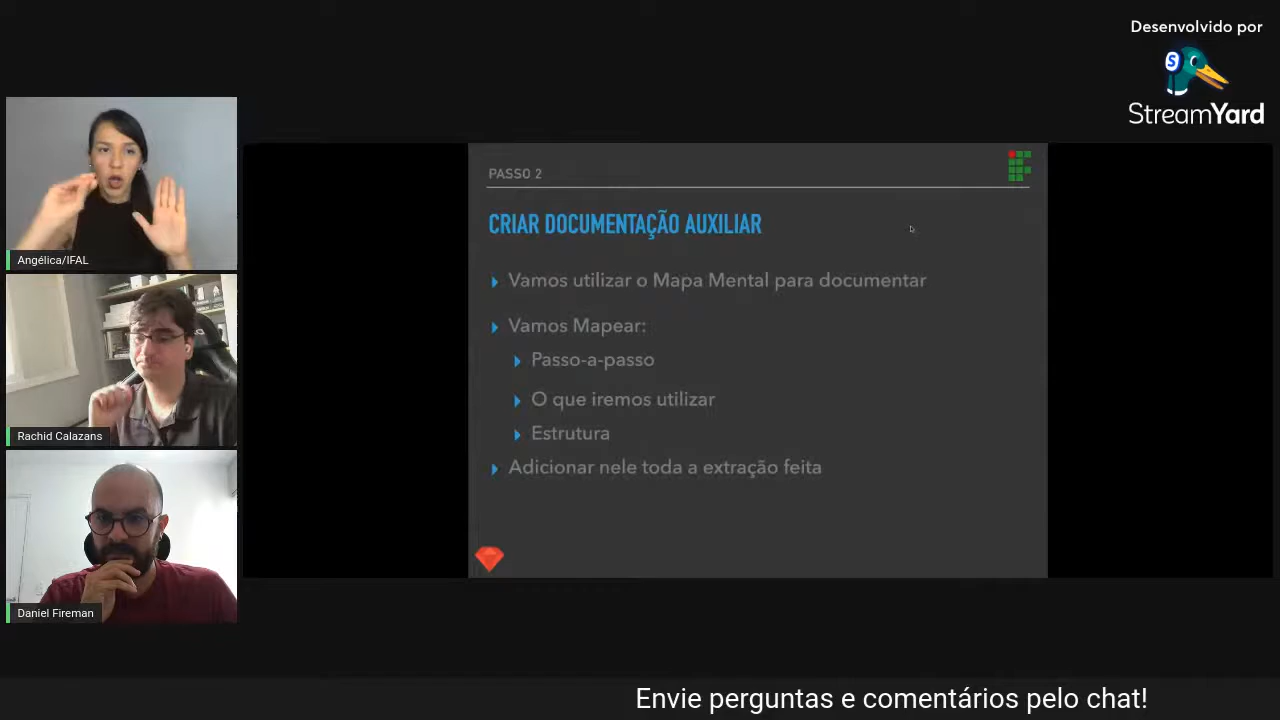 Desenvolvido por
StreamYard
Angélica/IFAL
Rachid Calazans
Daniel Fireman
PASSO 2
CRIAR DOCUMENTAÇÃO AUXILIAR
Vamos utilizar o Mapa Mental para documentar
Vamos Mapear:
Passo-a-passo
O que iremos utilizar
Estrutura
Adicionar nele toda a extração feita
Envie perguntas e comentários pelo chat!